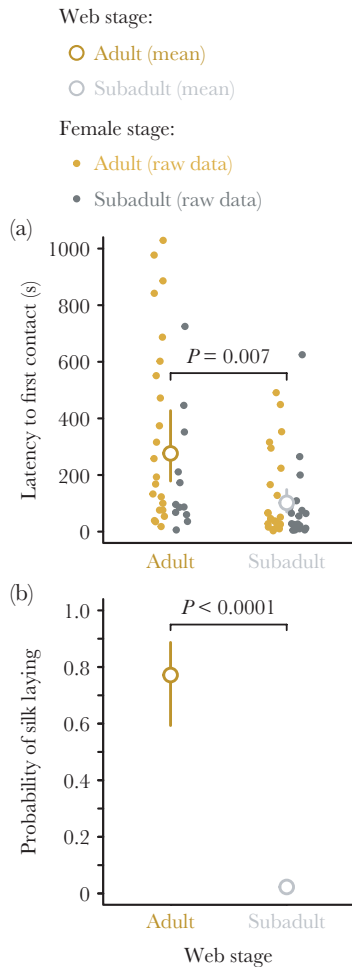 Web stage:
Adult (mean)
Subadult (mean)
Female stage:
Adult (raw data)
Subadult (raw data)
(a)
Latency to first contact (s)
1000
800
600
400
200
0
P = 0.007
Adult
Subadult
(b)
Probability of silk laying
1.0
0.8
0.6
0.4
0.2
0
P < 0.0001
Adult
Subadult
Web stage